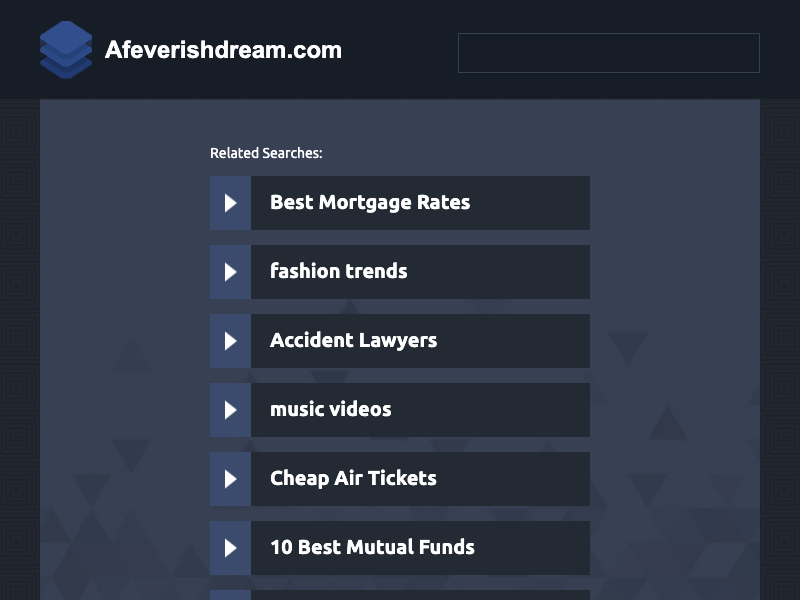 Afeverishdream.com
Related Searches:
Best Mortgage Rates
fashion trends
Accident Lawyers
music videos
Cheap Air Tickets
10 Best Mutual Funds